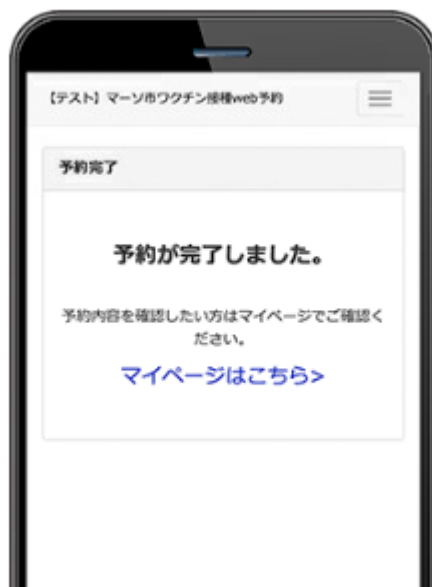 【テスト】マーソ市ワクチン接種web予約
予約完了
予約が完了しました。
予約内容を確認したい方はマイページでご確認く
ださい。
マイページはこちら>